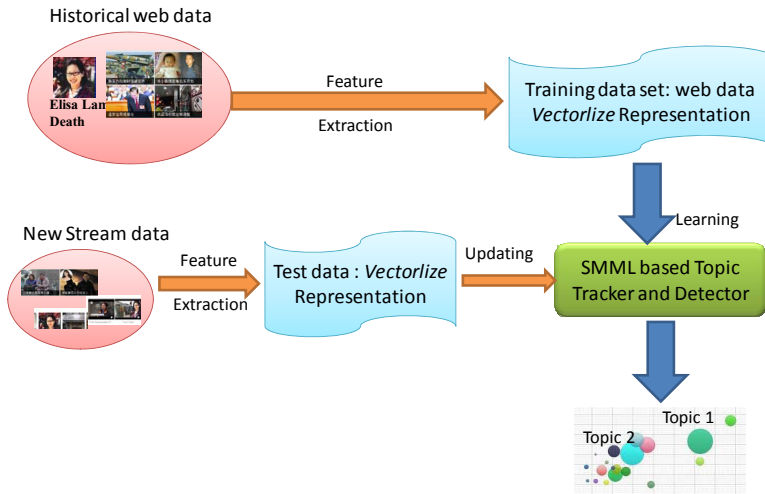 Historical web data
Elisa Lam
Death
Feature
Extraction
Training data set: web data
Vectorlize Representation
Learning
New Stream data
Feature
Extraction
Test data : Vectorlize
Representation
Updating
SMML based Topic
Tracker and Detector
Topic 1
Topic 2